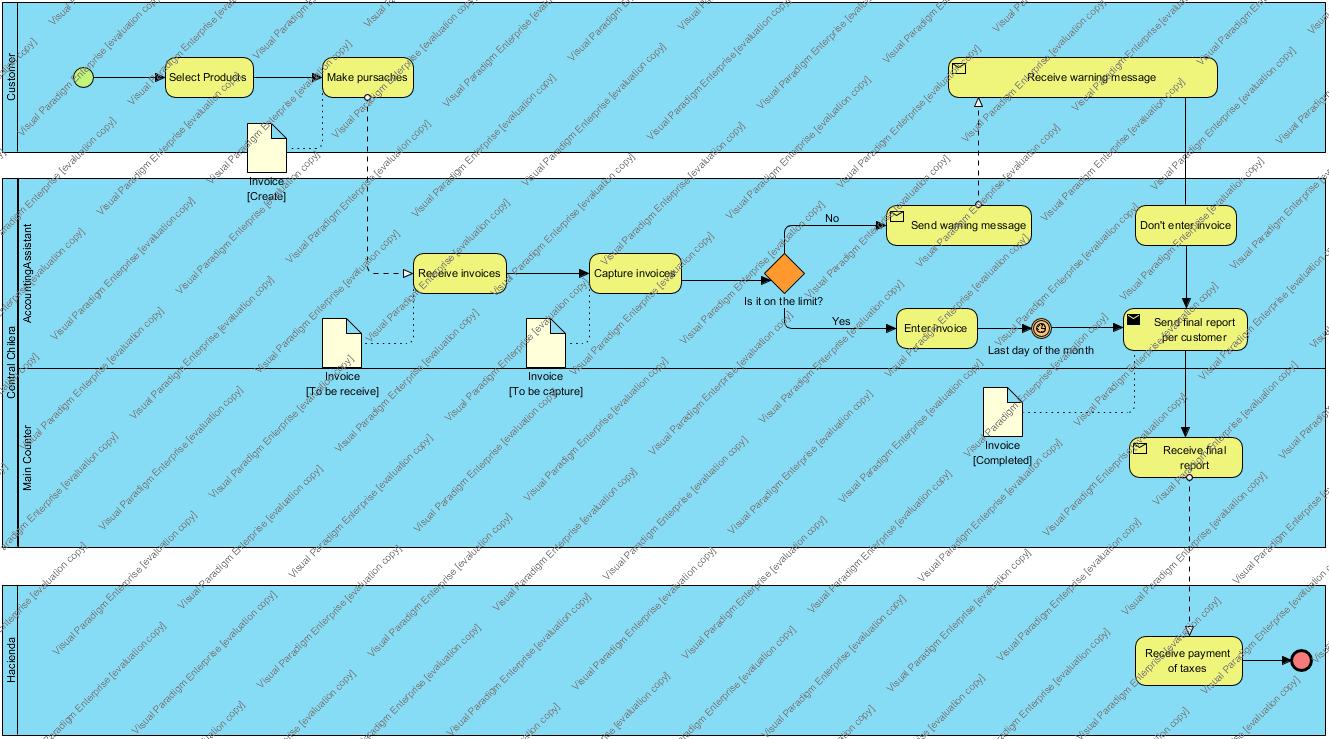 Customer
Select Products
Make pursaches
Receive warning message
Invoice
[Create]
Central Chilera
AccountingAssistant
No
Send warning message
Don't enter invoice
Receive invoices
Capture invoices
Is it on the limit?
Yes
Enter invoice
Last day of the month
Send final report
per customer
Invoice
[To be receive]
Invoice
[To be capture]
Main Counter
Invoice
[Completed]
Receive final
report
Hacienda
Receive payment
of taxes
Visual Paradigm Enterprise [evaluation copy]